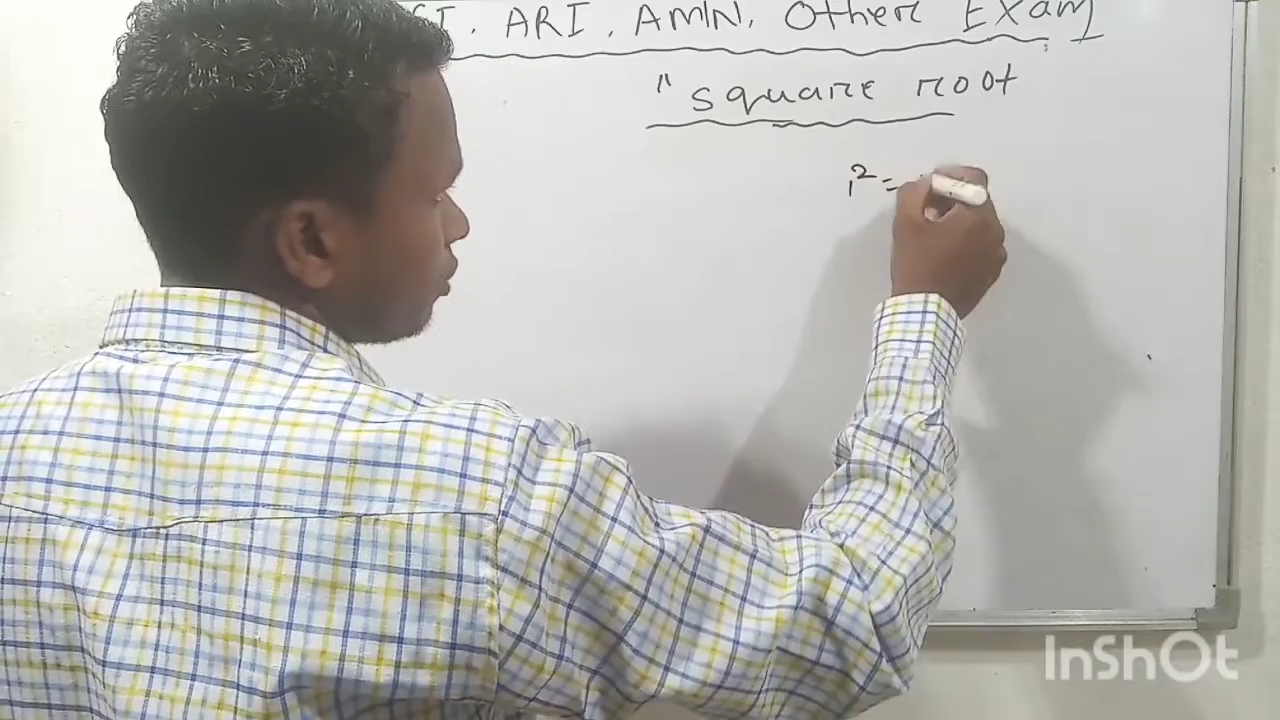 ARI, AMIN, Other Exam
" square root
1² =
InShOt